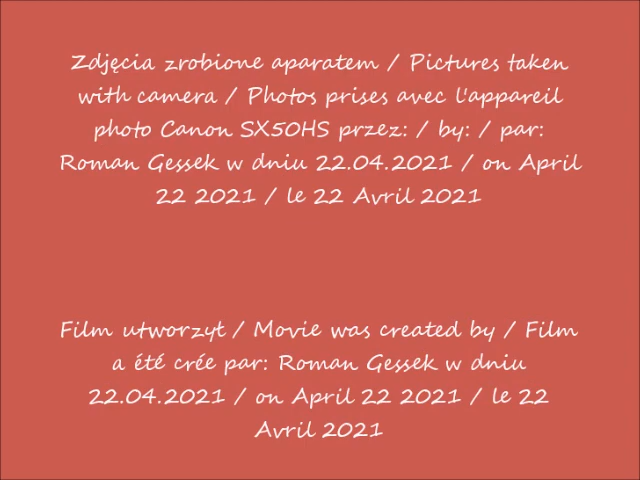 Zdjęcia zrobione aparatem / Pictures taken
with camera / Photos prises avec l'appareil
photo Canon SX50HS przez: / by: / par:
Roman Gessek w dniu 22.04.2021 / on April
22 2021 / le 22 Avril 2021
Film utworzył / Movie was created by / Film
a été crée par: Roman Gessek w dniu
22.04.2021 / on April 22 2021 / le 22
Avril 2021